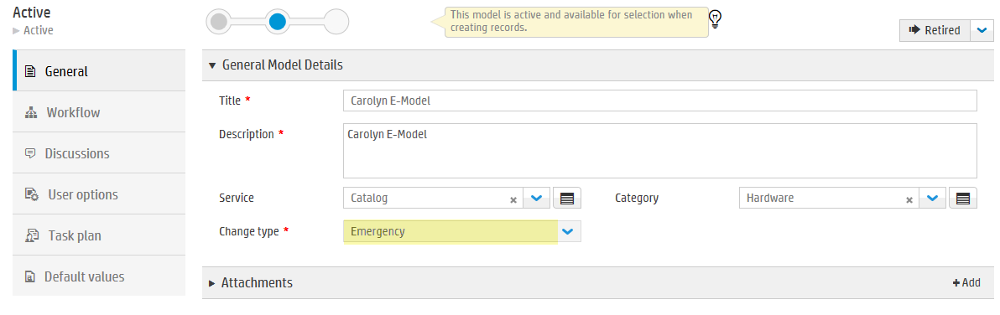 Active
Active
This model is active and available for selection when
creating records.
Retired
General
Workflow
Discussions
User options
Task plan
Default values
General Model Details
Title *
Carolyn E-Model
Description *
Carolyn E-Model
Service
Catalog
Category
Hardware
Change type *
Emergency
Attachments
+Add